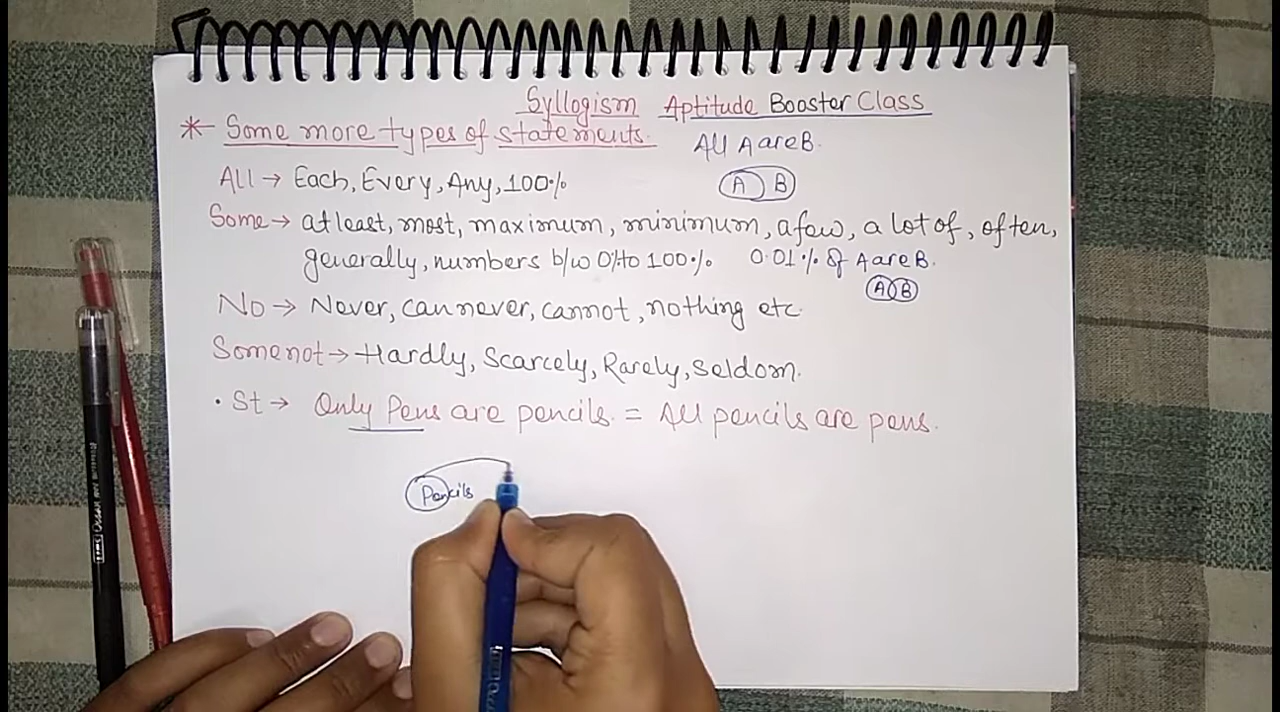 Syllogism Aptitude Booster Class
* Some more types of statements.
All A are B.
All → Each, Every, Any, 100%
A B
Some → atleast, most, maximum, minimum, a few, a lot of, often,
generally, numbers b/w 0% to 100%. 0.01% of A are B.
A B
No → Never, can never, cannot, nothing etc.
Some not → Hardly, Scarcely, Rarely, Seldom.
• St → Only Pens are pencils. = All pencils are pens.
Pencils